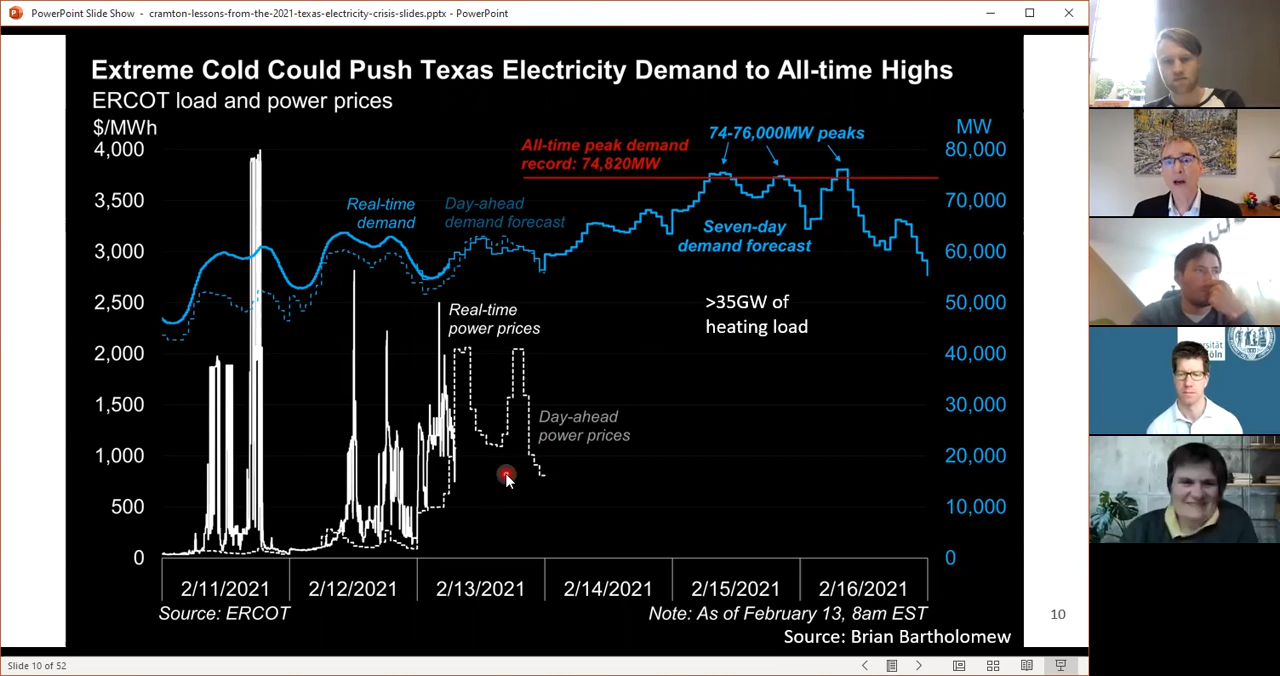 PowerPoint Slide Show - cramton-lessons-from-the-2021-texas-electricity-crisis-slides.pptx - PowerPoint
Extreme Cold Could Push Texas Electricity Demand to All-time Highs
ERCOT load and power prices
$/MWh
MW
4,000
3,500
3,000
2,500
2,000
1,500
1,000
500
0
80,000
70,000
60,000
50,000
40,000
30,000
20,000
10,000
0
All-time peak demand
record: 74,820MW
74-76,000MW peaks
Real-time
demand
Day-ahead
demand forecast
Seven-day
demand forecast
Real-time
power prices
>35GW of
heating load
Day-ahead
power prices
2/11/2021
2/12/2021
2/13/2021
2/14/2021
2/15/2021
2/16/2021
Source: ERCOT
Note: As of February 13, 8am EST
10
Source: Brian Bartholomew
Slide 10 of 52